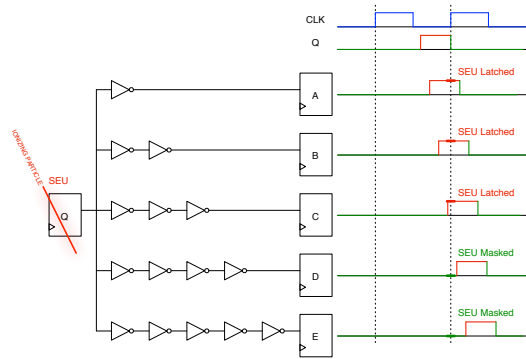 CLK
Q
SEU Latched
A
SEU Latched
B
IONIZING PARTICLE
SEU
SEU Latched
Q
C
SEU Masked
D
SEU Masked
E